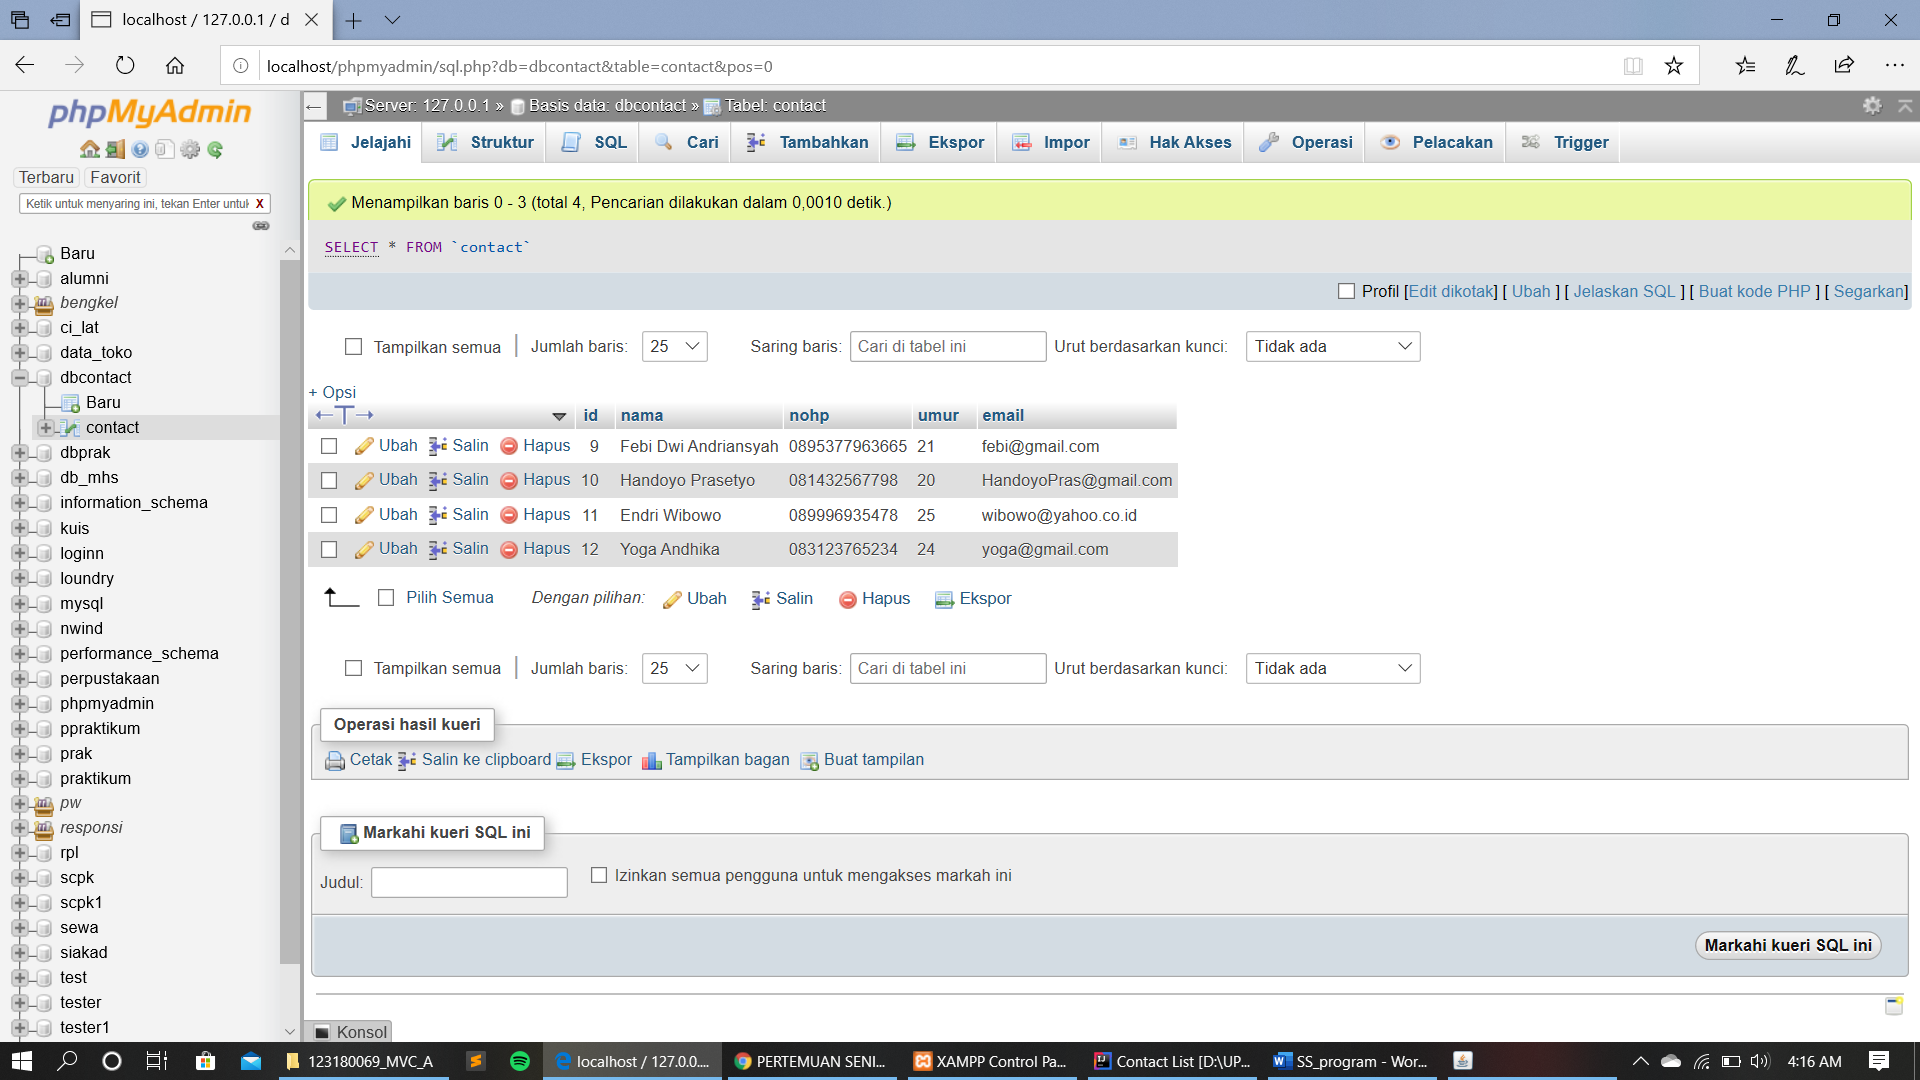 localhost / 127.0.0.1 / d
localhost/phpmyadmin/sql.php?db=dbcontact&table=contact&pos=0
phpMyAdmin
Terbaru Favorit
Ketik untuk menyaring ini, tekan Enter untuk X
Baru
alumni
bengkel
ci_lat
data_toko
dbcontact
Baru
contact
dbprak
db_mhs
information_schema
kuis
loginn
loundry
mysql
nwind
performance_schema
perpustakaan
phpmyadmin
ppraktikum
prak
praktikum
pw
responsi
rpl
scpk
scpk1
sewa
siakad
test
tester
tester1
Server: 127.0.0.1 » Basis data: dbcontact » Tabel: contact
Jelajahi Struktur SQL Cari Tambahkan Ekspor Impor Hak Akses Operasi Pelacakan Trigger
Menampilkan baris 0 - 3 (total 4, Pencarian dilakukan dalam 0,0010 detik.)
SELECT * FROM `contact`
Profil [Edit dikotak] [ Ubah ] [ Jelaskan SQL ] [ Buat kode PHP ] [ Segarkan]
Tampilkan semua | Jumlah baris: 25 Saring baris: Cari di tabel ini Urut berdasarkan kunci: Tidak ada
+ Opsi
←T→ id nama nohp umur email
Ubah Salin Hapus 9 Febi Dwi Andriansyah 0895377963665 21 febi@gmail.com
Ubah Salin Hapus 10 Handoyo Prasetyo 081432567798 20 HandoyoPras@gmail.com
Ubah Salin Hapus 11 Endri Wibowo 089996935478 25 wibowo@yahoo.co.id
Ubah Salin Hapus 12 Yoga Andhika 083123765234 24 yoga@gmail.com
Pilih Semua Dengan pilihan: Ubah Salin Hapus Ekspor
Tampilkan semua | Jumlah baris: 25 Saring baris: Cari di tabel ini Urut berdasarkan kunci: Tidak ada
Operasi hasil kueri
Cetak Salin ke clipboard Ekspor Tampilkan bagan Buat tampilan
Markahi kueri SQL ini
Judul: Izinkan semua pengguna untuk mengakses markah ini
Markahi kueri SQL ini
Konsol
123180069_MVC_A localhost / 127.0.0.... PERTEMUAN SENI... XAMPP Control Pa... Contact List [D:\UP... SS_program - Wor... 4:16 AM